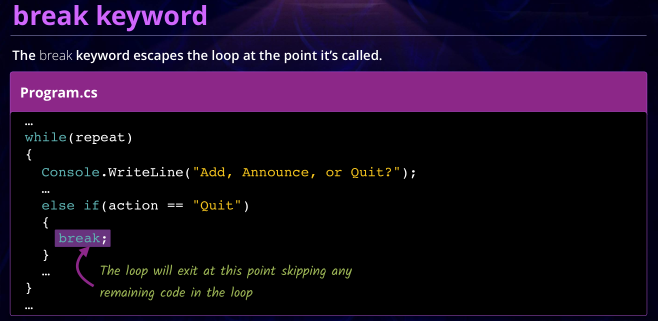 break keyword
The break keyword escapes the loop at the point it's called.
Program.cs
…
while(repeat)
{
Console.WriteLine("Add, Announce, or Quit?");
…
else if(action == "Quit")
{
break;
}
…
The loop will exit at this point skipping any
remaining code in the loop
}
…